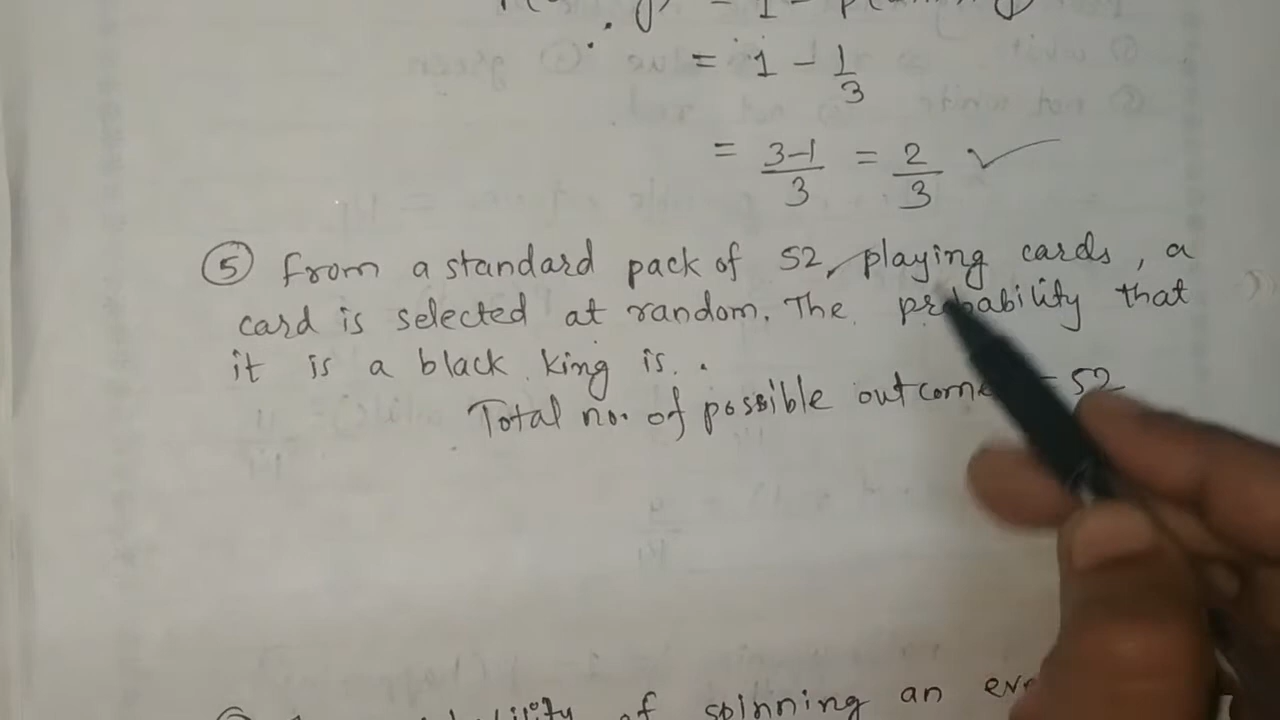 = 1 - 1/3
= 3-1/3 = 2/3 ✓
⑤ From a standard pack of 52, playing cards, a
card is selected at random. The probability that
it is a black king is.
Total no. of possible outcome = 52
of spinning an